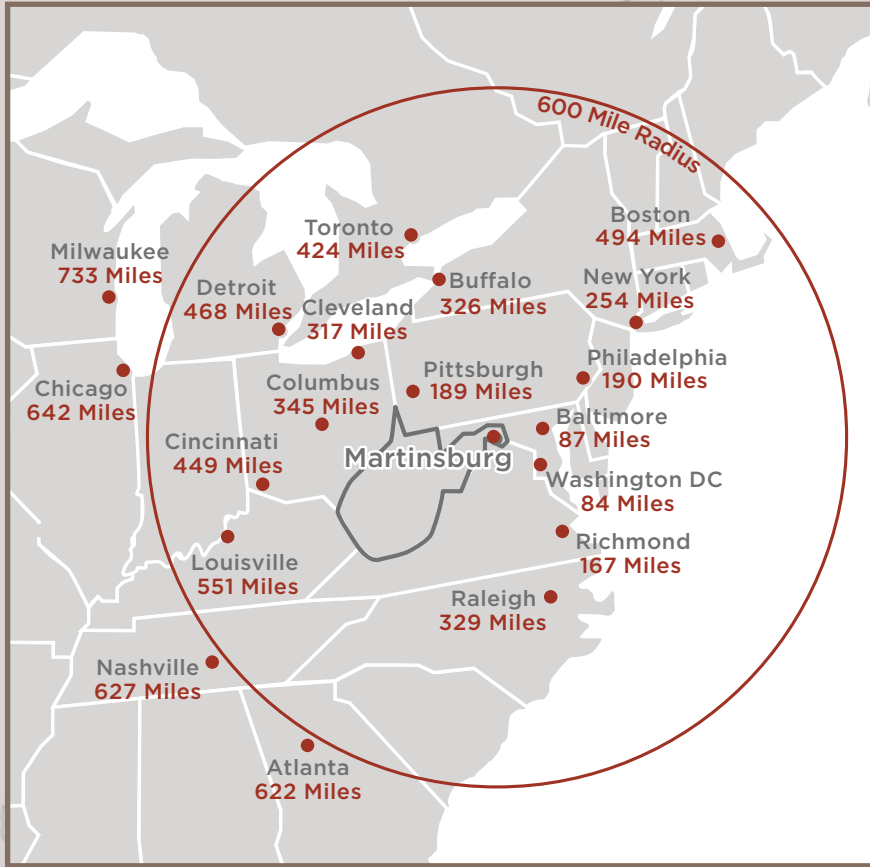 600 Mile Radius
Boston
494 Miles
Toronto
424 Miles
Milwaukee
733 Miles
Buffalo
326 Miles
New York
254 Miles
Detroit
468 Miles
Cleveland
317 Miles
Pittsburgh
189 Miles
Philadelphia
190 Miles
Columbus
345 Miles
Chicago
642 Miles
Baltimore
87 Miles
Cincinnati
449 Miles
Martinsburg
Washington DC
84 Miles
Louisville
551 Miles
Richmond
167 Miles
Raleigh
329 Miles
Nashville
627 Miles
Atlanta
622 Miles